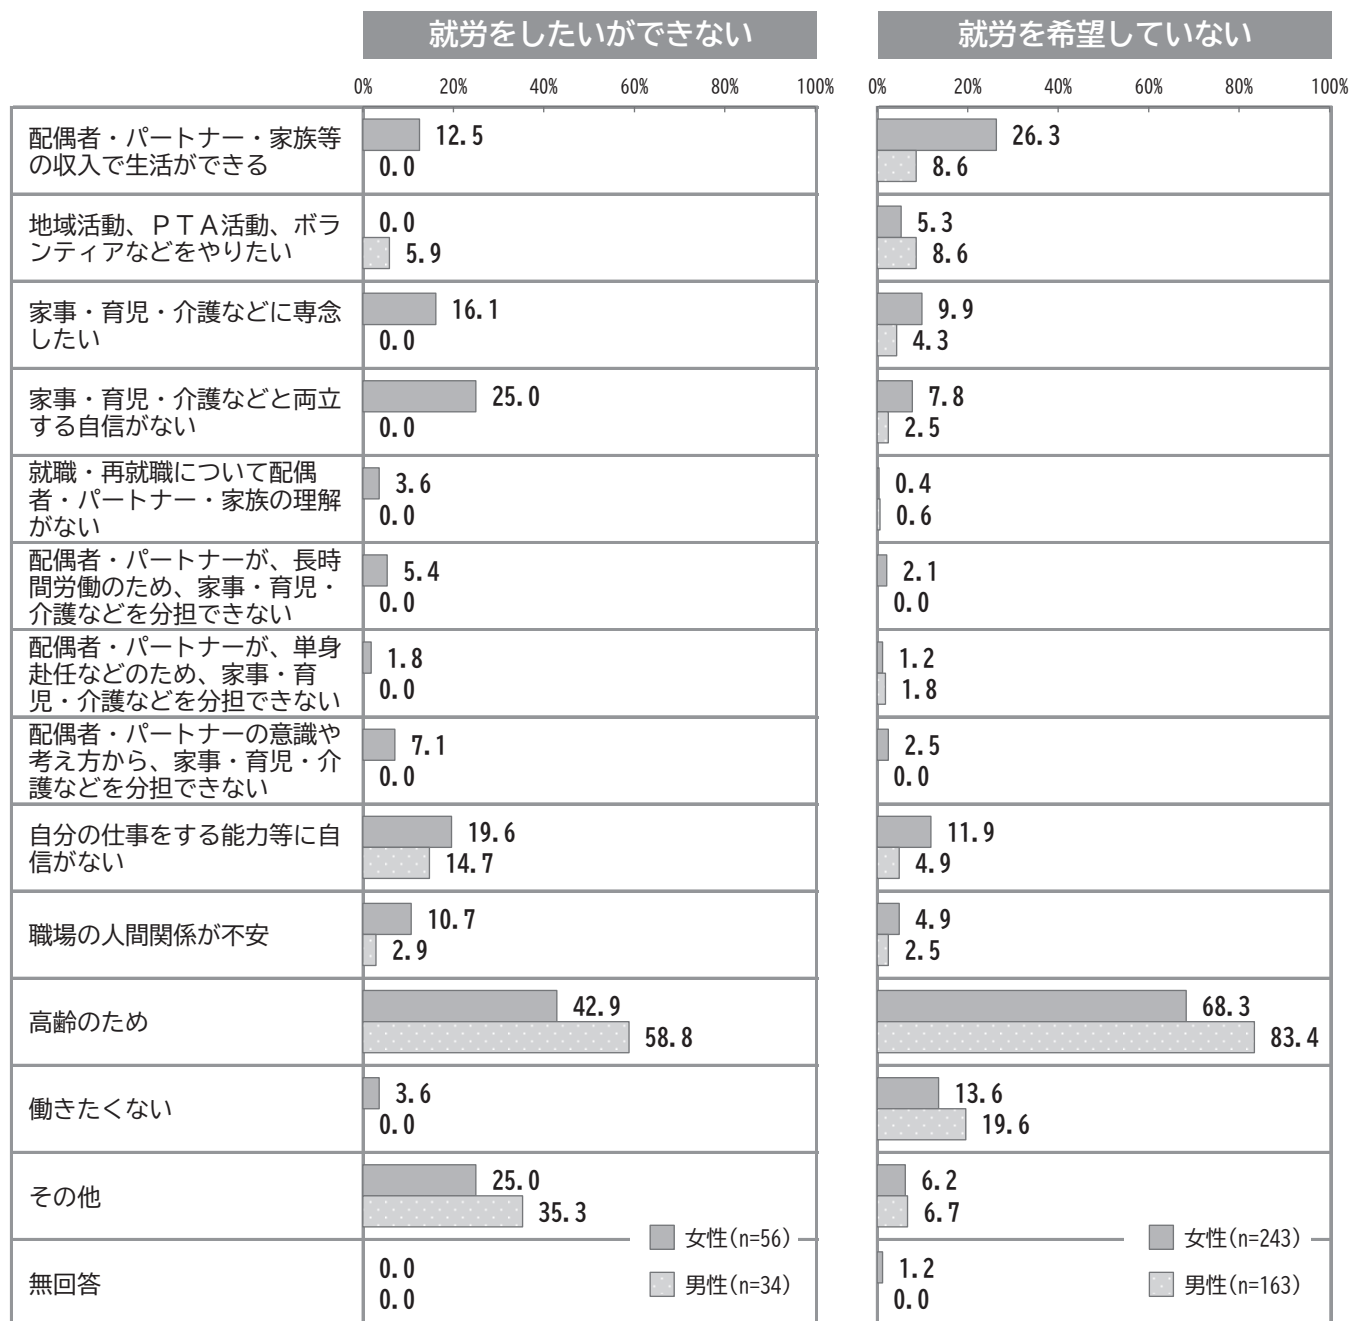 就労をしたいができない
就労を希望していない
0% 20% 40% 60% 80% 100%
0% 20% 40% 60% 80% 100%
配偶者・パートナー・家族等
の収入で生活ができる
12.5
0.0
26.3
8.6
地域活動、ＰＴＡ活動、ボラ
ンティアなどをやりたい
0.0
5.9
5.3
8.6
家事・育児・介護などに専念
したい
16.1
0.0
9.9
4.3
家事・育児・介護などと両立
する自信がない
25.0
0.0
7.8
2.5
就職・再就職について配偶
者・パートナー・家族の理解
がない
3.6
0.0
0.4
0.6
配偶者・パートナーが、長時
間労働のため、家事・育児・
介護などを分担できない
5.4
0.0
2.1
0.0
配偶者・パートナーが、単身
赴任などのため、家事・育
児・介護などを分担できない
1.8
0.0
1.2
1.8
配偶者・パートナーの意識や
考え方から、家事・育児・介
護などを分担できない
7.1
0.0
2.5
0.0
自分の仕事をする能力等に自
信がない
19.6
14.7
11.9
4.9
職場の人間関係が不安
10.7
2.9
4.9
2.5
高齢のため
42.9
58.8
68.3
83.4
働きたくない
3.6
0.0
13.6
19.6
その他
25.0
35.3
6.2
6.7
無回答
0.0
0.0
1.2
0.0
女性(n=56)
男性(n=34)
女性(n=243)
男性(n=163)